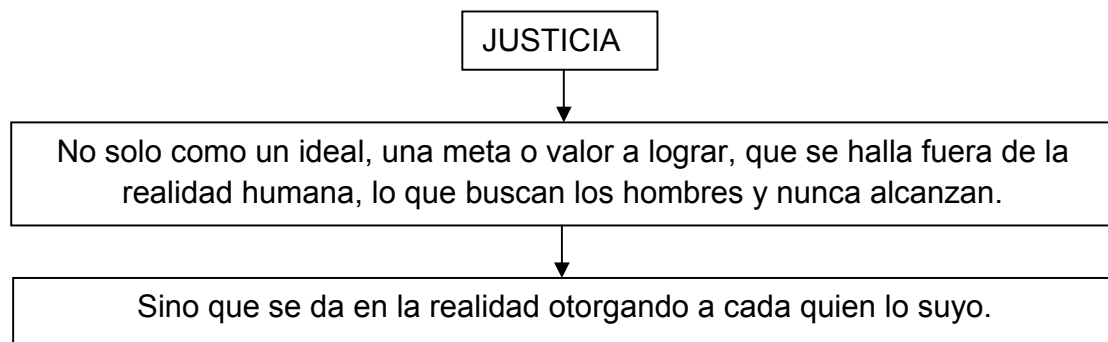 JUSTICIA
No solo como un ideal, una meta o valor a lograr, que se halla fuera de la
realidad humana, lo que buscan los hombres y nunca alcanzan.
Sino que se da en la realidad otorgando a cada quien lo suyo.